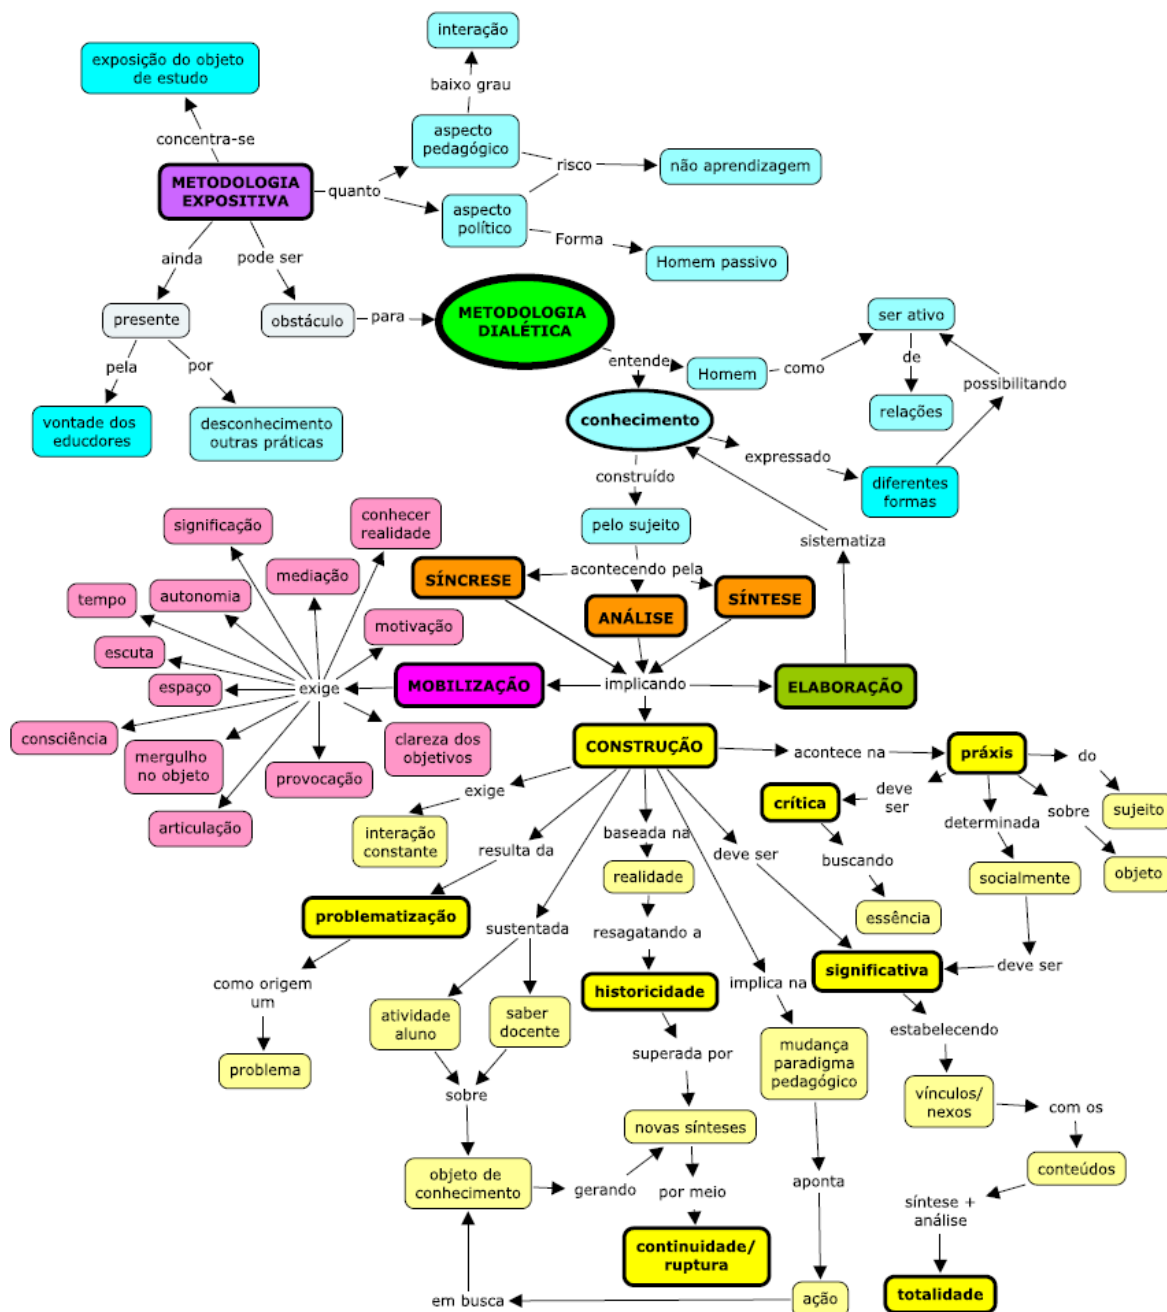 interação
exposição do objeto
de estudo
baixo grau
concentra-se
aspecto
pedagógico
risco
não aprendizagem
METODOLOGIA
EXPOSITIVA
quanto
aspecto
político
Forma
Homem passivo
ainda
pode ser
presente
obstáculo
para
METODOLOGIA
DIALÉTICA
ser ativo
entende
Homem
como
de
possibilitando
pela
por
relações
vontade dos
educdores
desconhecimento
outras práticas
conhecimento
expressado
diferentes
formas
construído
pelo sujeito
sistematiza
significação
conhecer
realidade
mediação
tempo
autonomia
motivação
escuta
espaço
exige
consciência
mergulho
no objeto
provocação
clareza dos
objetivos
articulação
acontecendo pela
SÍNCRESE
ANÁLISE
SÍNTESE
MOBILIZAÇÃO
implicando
ELABORAÇÃO
CONSTRUÇÃO
acontece na
práxis
do
sujeito
exige
interação
constante
resulta da
baseada na
deve ser
crítica
deve
ser
determinada
sobre
objeto
buscando
essência
socialmente
realidade
problematização
sustentada
resagatando a
deve ser
significativa
como origem
um
problema
atividade
aluno
saber
docente
historicidade
implica na
estabelecendo
superada por
mudança
paradigma
pedagógico
vínculos/
nexos
com os
sobre
novas sínteses
conteúdos
objeto de
conhecimento
gerando
por meio
aponta
síntese +
análise
continuidade/
ruptura
totalidade
em busca
ação